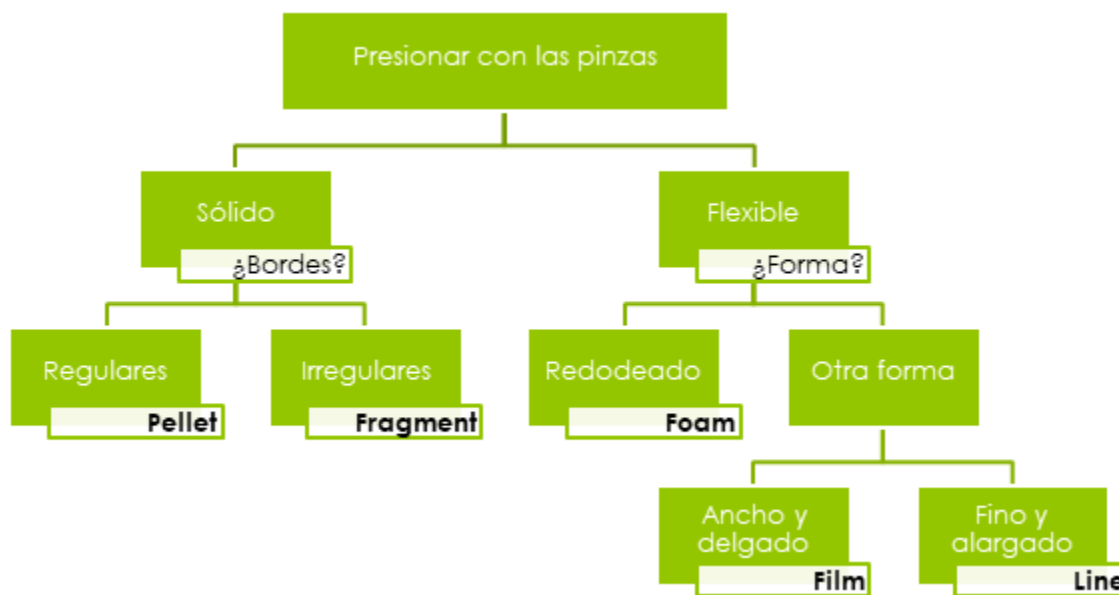 Presionar con las pinzas
Sólido
¿Bordes?
Flexible
¿Forma?
Regulares
Pellet
Irregulares
Fragment
Redodeado
Foam
Otra forma
Ancho y
delgado
Film
Fino y
alargado
Line